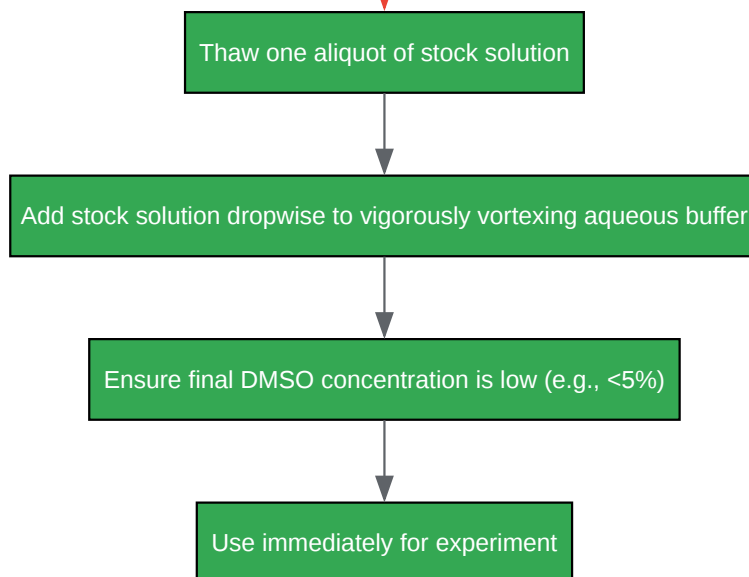 Thaw one aliquot of stock solution
Add stock solution dropwise to vigorously vortexing aqueous buffer
Ensure final DMSO concentration is low (e.g., <5%)
Use immediately for experiment